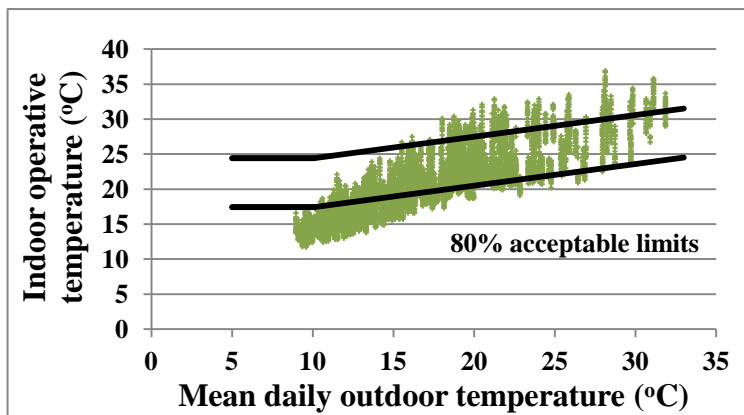 Indoor operative
temperature (ºC)
40
35
30
25
20
15
10
5
0
80% acceptable limits
0 5 10 15 20 25 30 35
Mean daily outdoor temperature (ºC)